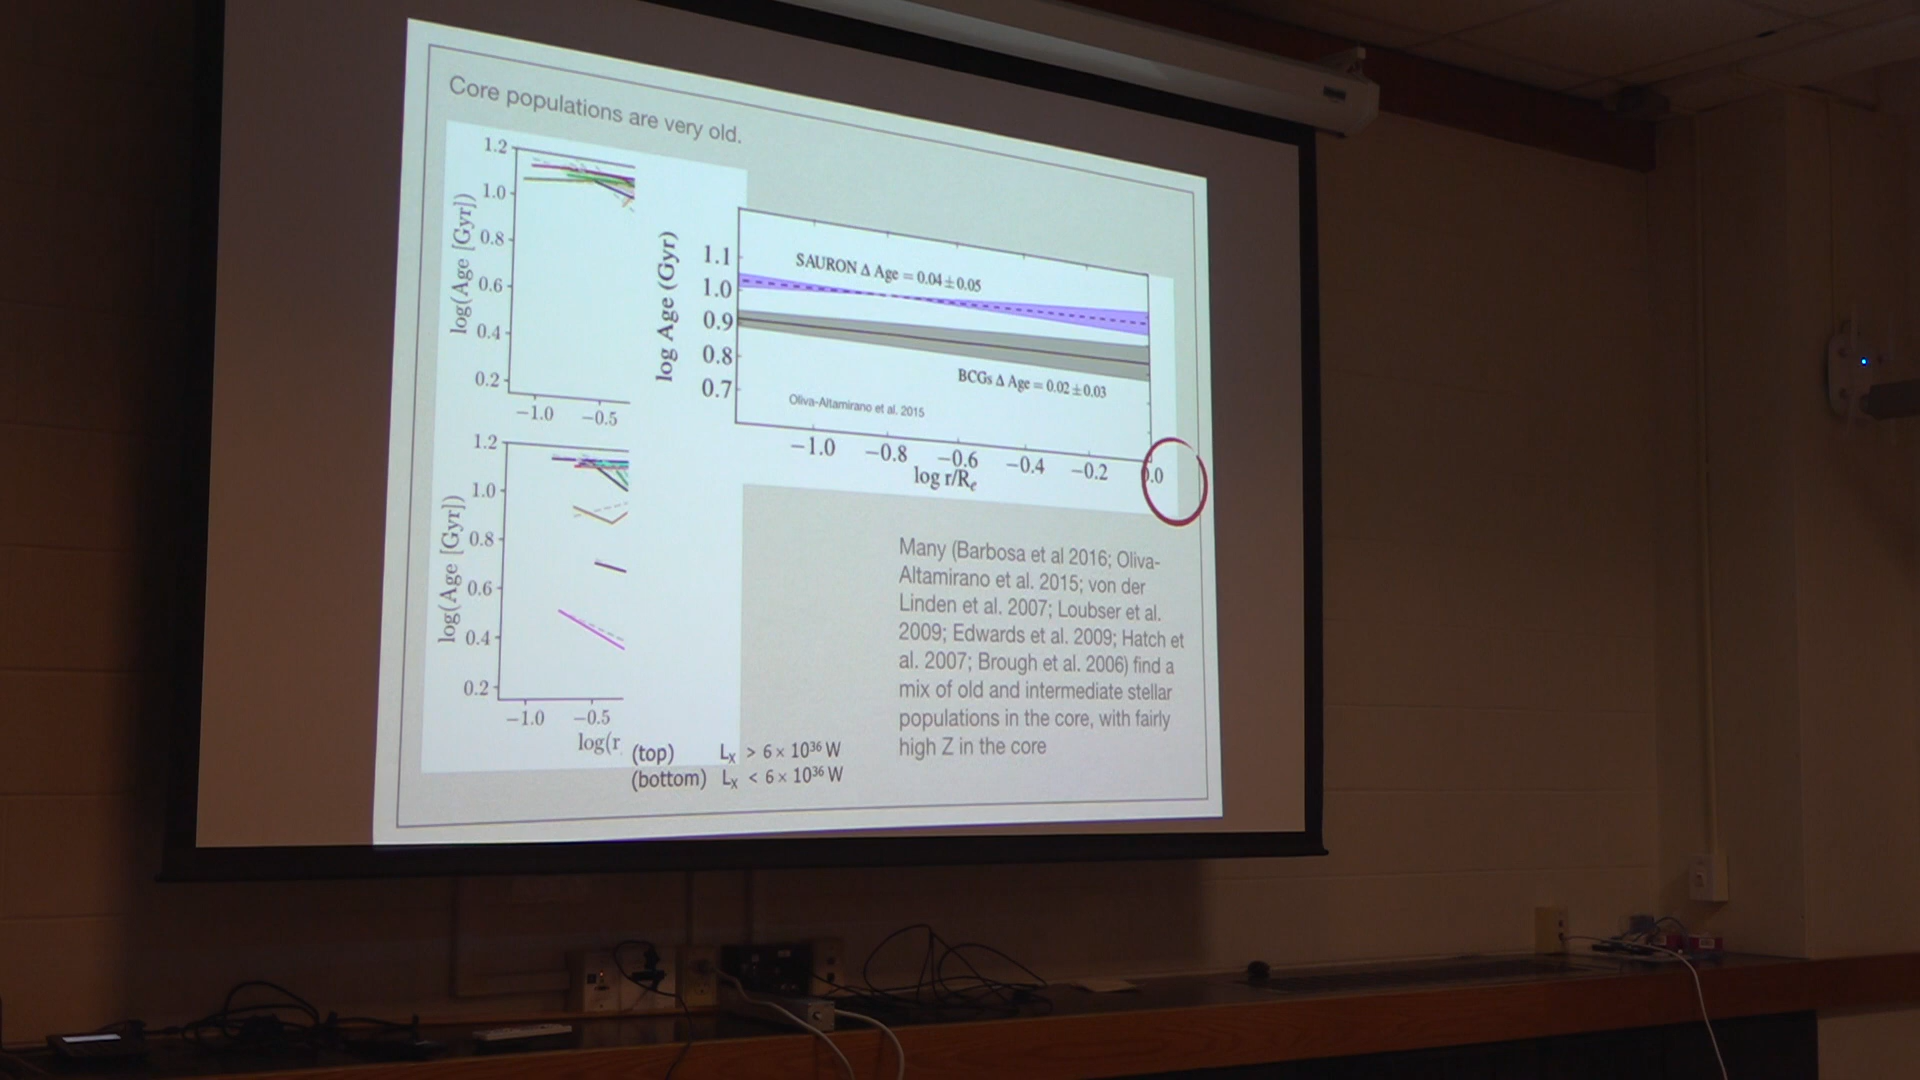 Core populations are very old.
1.2
1.0
0.8
0.6
0.4
0.2
log(Age [Gyr])
−1.0 −0.5
1.2
1.0
0.8
0.6
0.4
0.2
log(Age [Gyr])
−1.0 −0.5
log(r
(top) Lx > 6 × 10³⁶ W
(bottom) Lx < 6 × 10³⁶ W
log Age (Gyr)
1.1
1.0
0.9
0.8
0.7
SAURON Δ Age = 0.04±0.05
BCGs Δ Age = 0.02±0.03
Oliva-Altamirano et al. 2015
−1.0 −0.8 −0.6 −0.4 −0.2 0.0
log r/Re
Many (Barbosa et al 2016; Oliva-
Altamirano et al. 2015; von der
Linden et al. 2007; Loubser et al.
2009; Edwards et al. 2009; Hatch et
al. 2007; Brough et al. 2006) find a
mix of old and intermediate stellar
populations in the core, with fairly
high Z in the core